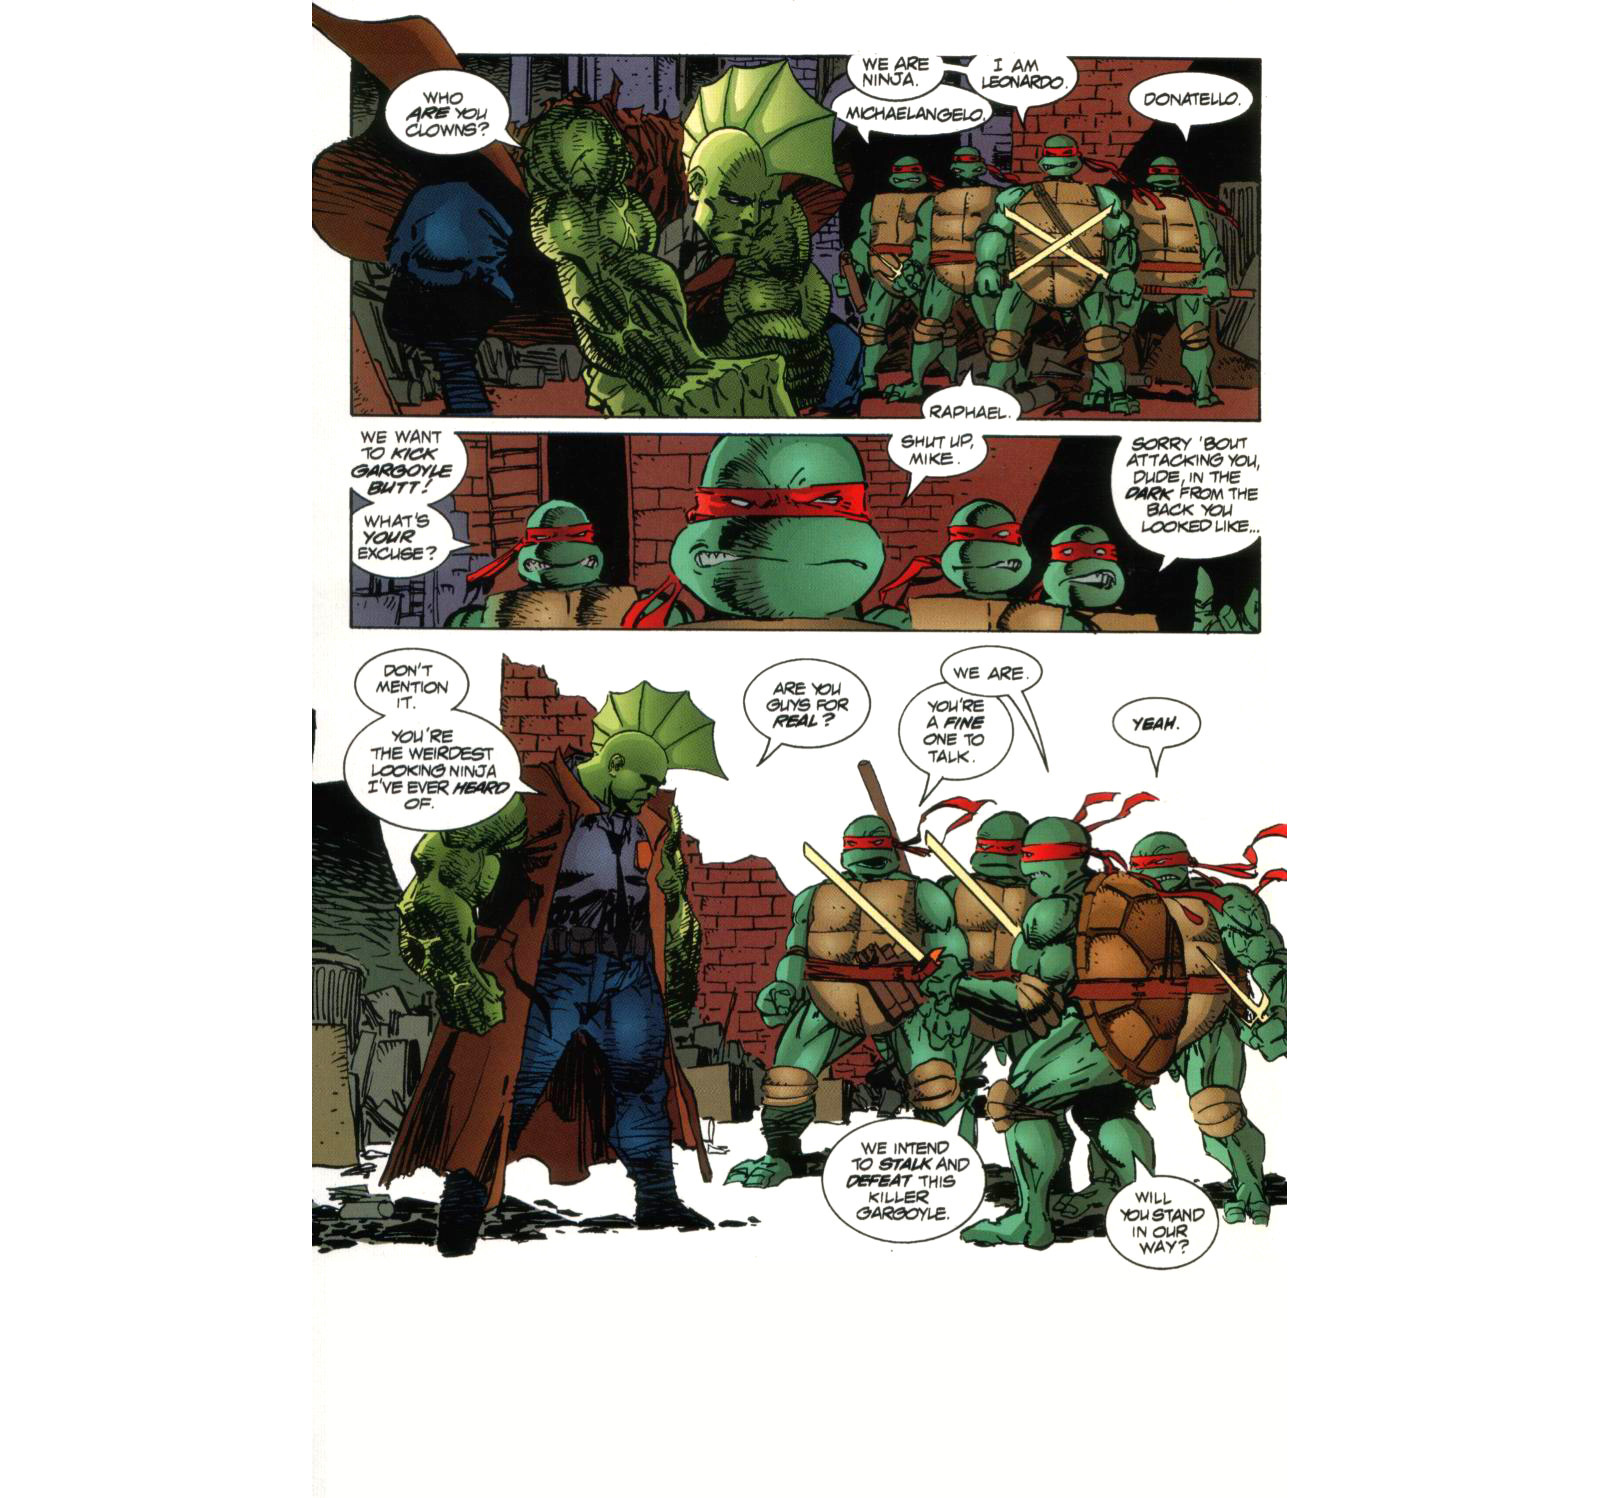 WHO
ARE YOU
CLOWNS?
WE ARE
NINJA.
I AM
LEONARDO.
MICHAELANGELO.
DONATELLO.
RAPHAEL.
WE WANT
TO KICK
GARGOYLE
BUTT!
WHAT'S
YOUR
EXCUSE?
SHUT UP,
MIKE.
SORRY 'BOUT
ATTACKING YOU,
DUDE, IN THE
DARK FROM THE
BACK YOU
LOOKED LIKE...
DON'T
MENTION
IT.
YOU'RE
THE WEIRDEST
LOOKING NINJA
I'VE EVER HEARD
OF.
ARE YOU
GUYS FOR
REAL?
WE ARE.
YOU'RE
A FINE
ONE TO
TALK.
YEAH.
WE INTEND
TO STALK AND
DEFEAT THIS
KILLER
GARGOYLE.
WILL
YOU STAND
IN OUR
WAY?